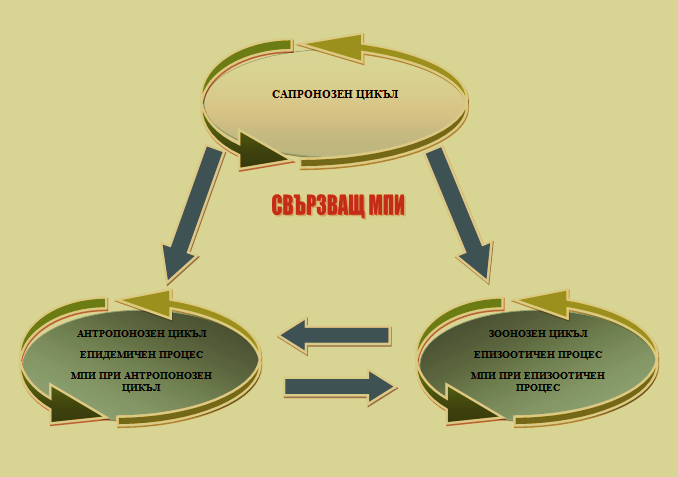 САПРОНОЗЕН ЦИКЪЛ
СВЪРЗВАЩ МПИ
АНТРОПОНОЗЕН ЦИКЪЛ
ЕПИДЕМИЧЕН ПРОЦЕС
МПИ ПРИ АНТРОПОНОЗЕН
ЦИКЪЛ
ЗООНОЗЕН ЦИКЪЛ
ЕПИЗООТИЧЕН ПРОЦЕС
МПИ ПРИ ЕПИЗООТИЧЕН
ПРОЦЕС